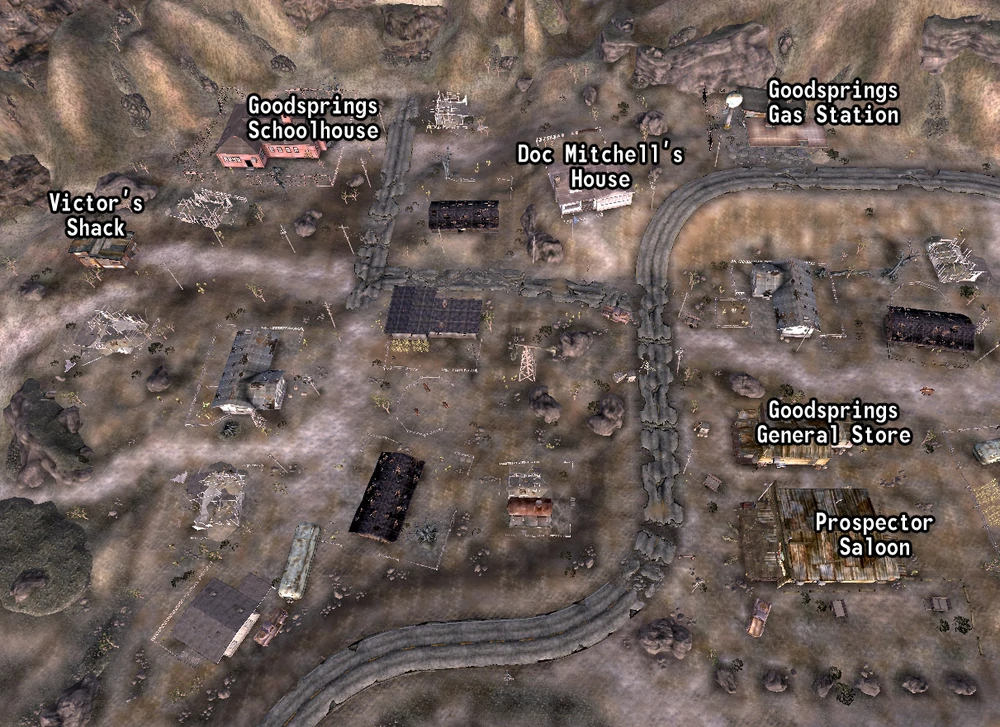 Goodsprings
Schoolhouse
Goodsprings
Gas Station
Doc Mitchell's
House
Victor's
Shack
Goodsprings
General Store
Prospector
Saloon